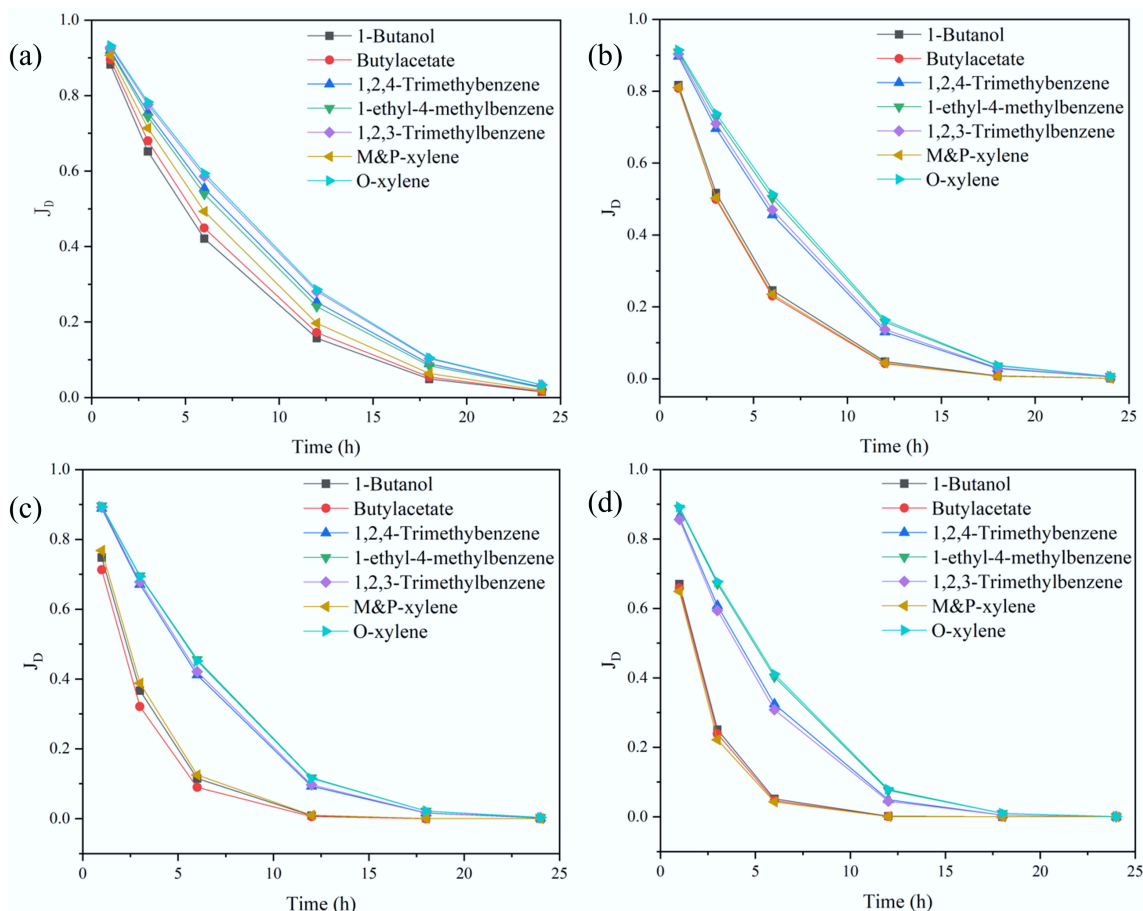 (a)
1.0
0.8
0.6
0.4
0.2
0.0
J_D
0
5
10
15
20
25
Time (h)
1-Butanol
Butylacetate
1,2,4-Trimethybenzene
1-ethyl-4-methylbenzene
1,2,3-Trimethylbenzene
M&P-xylene
O-xylene
(b)
1.0
0.8
0.6
0.4
0.2
0.0
J_D
0
5
10
15
20
25
Time (h)
1-Butanol
Butylacetate
1,2,4-Trimethybenzene
1-ethyl-4-methylbenzene
1,2,3-Trimethylbenzene
M&P-xylene
O-xylene
(c)
1.0
0.8
0.6
0.4
0.2
0.0
J_D
0
5
10
15
20
25
Time (h)
1-Butanol
Butylacetate
1,2,4-Trimethybenzene
1-ethyl-4-methylbenzene
1,2,3-Trimethylbenzene
M&P-xylene
O-xylene
(d)
1.0
0.8
0.6
0.4
0.2
0.0
J_D
0
5
10
15
20
25
Time (h)
1-Butanol
Butylacetate
1,2,4-Trimethybenzene
1-ethyl-4-methylbenzene
1,2,3-Trimethylbenzene
M&P-xylene
O-xylene